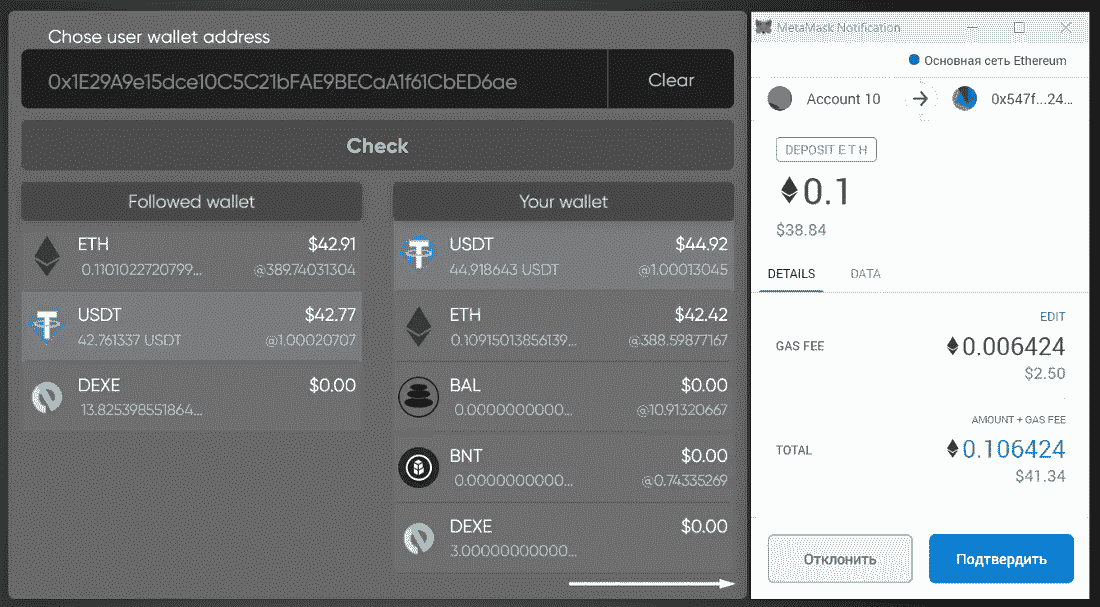 Chose user wallet address
0x1E29A9e15dce10C5C21bFAE9BECaA1f61CbED6ae
Clear
Check
Followed wallet
ETH $42.91
0.1101022720799... @389.74031304
USDT $42.77
42.761337 USDT @1.00020707
DEXE $0.00
13.825398551864...
Your wallet
USDT $44.92
44.918643 USDT @1.00013045
ETH $42.42
0.10915013856139... @388.59877167
BAL $0.00
0.0000000000... @10.91320667
BNT $0.00
0.0000000000... @0.74335269
DEXE $0.00
3.00000000000...
MetaMask Notification
Основная сеть Ethereum
Account 10 0x547f...24...
DEPOSIT E T H
0.1
$38.84
DETAILS DATA
EDIT
GAS FEE 0.006424
$2.50
AMOUNT + GAS FEE
TOTAL 0.106424
$41.34
Отклонить Подтвердить